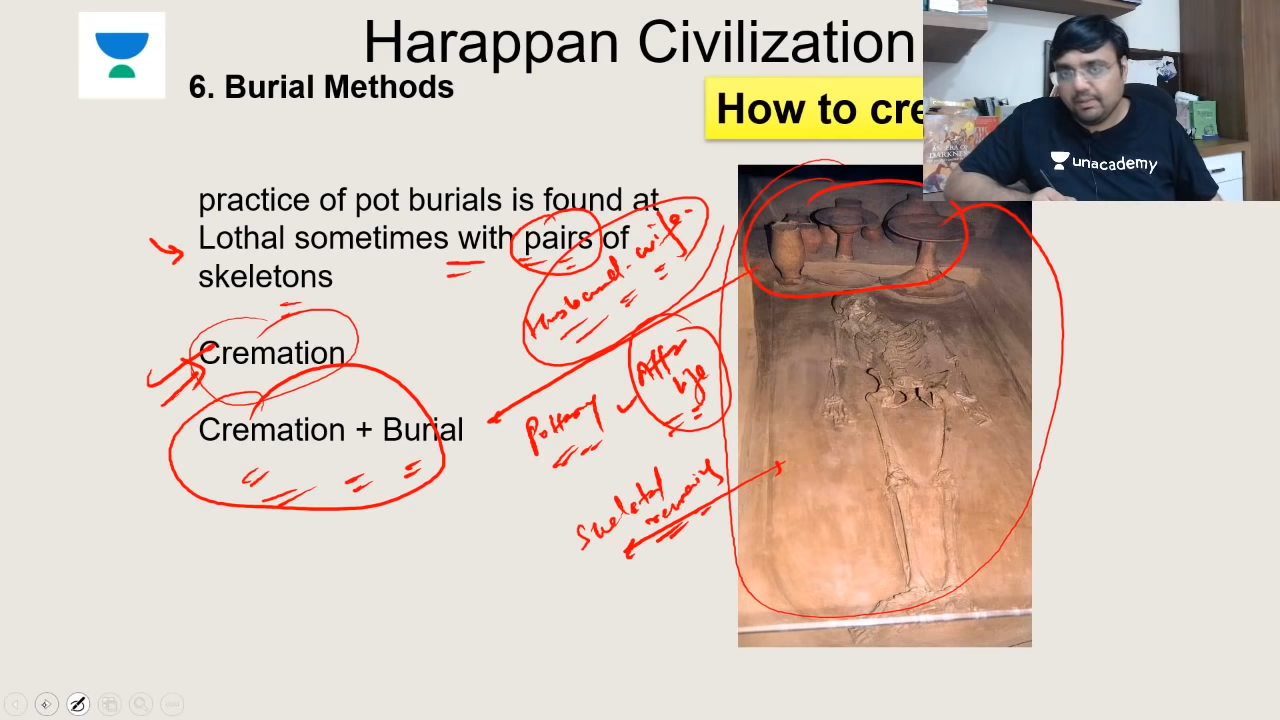 Harappan Civilization
6. Burial Methods
How to cre
unacademy
practice of pot burials is found at
Lothal sometimes with pairs of
skeletons
Husband-wife.
Cremation
After
life
Cremation + Burial
Pottery
Skeletal
remains